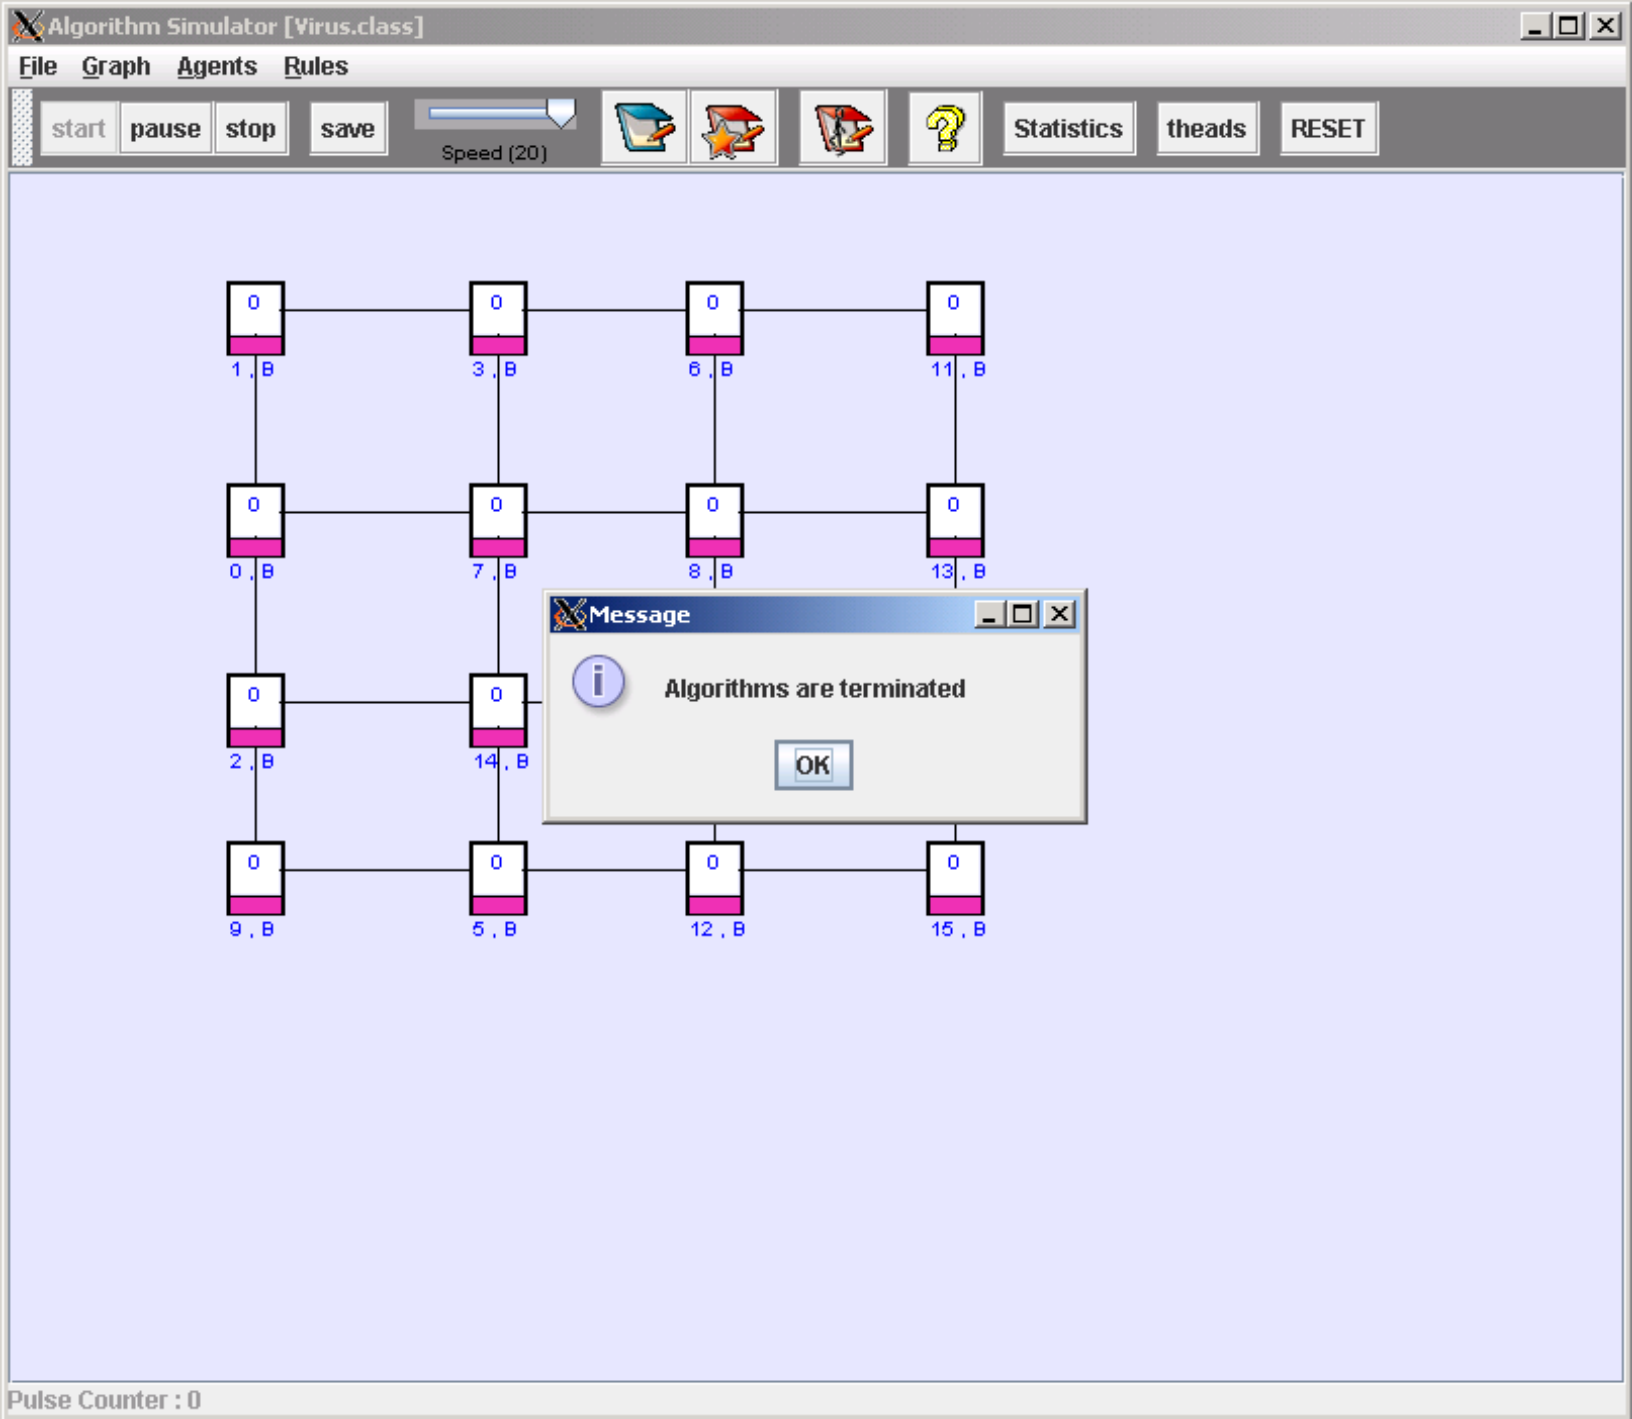 Algorithm Simulator [Virus.class]
File Graph Agents Rules
start pause stop save Speed (20) Statistics theads RESET
0 0 0 0
1 , B 3 , B 6 , B 11 , B
0 0 0 0
0 , B 7 , B 8 , B 13 , B
Message
Algorithms are terminated
OK
0 0
2 , B 14 , B
0 0 0 0
9 , B 5 , B 12 , B 15 , B
Pulse Counter : 0